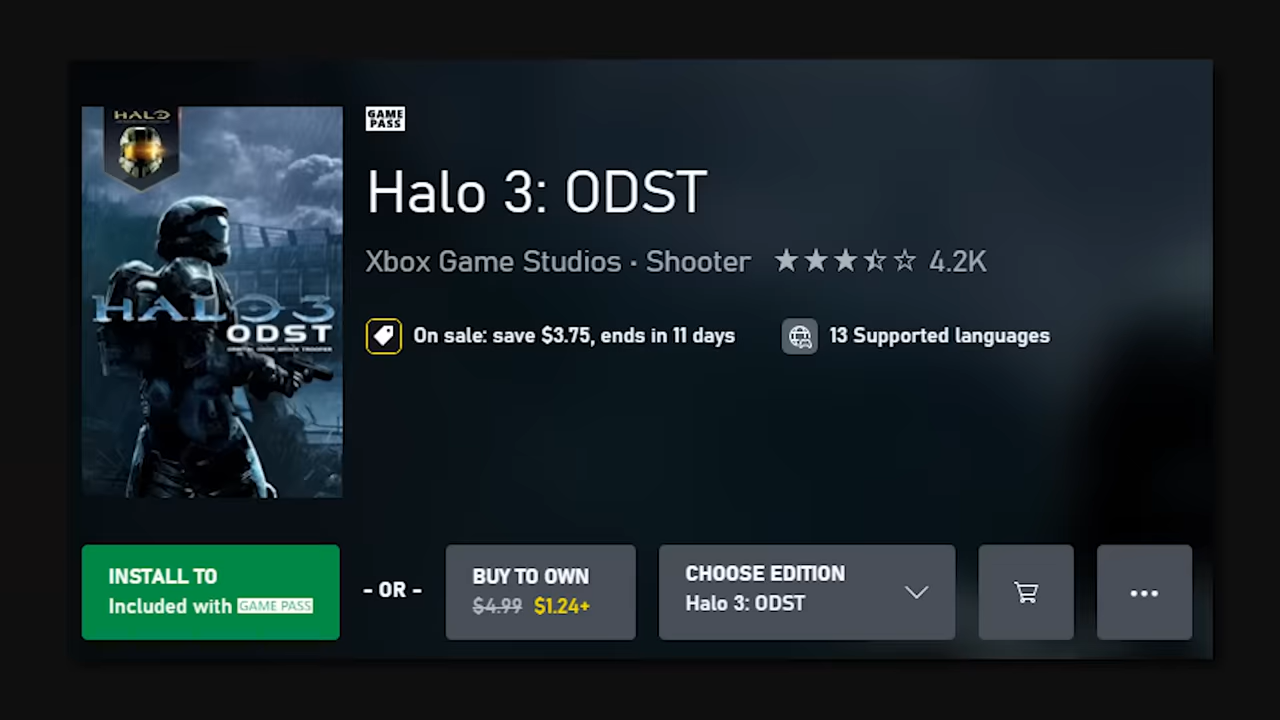 HALO
HALO 3
ODST
GAME
PASS
Halo 3: ODST
Xbox Game Studios · Shooter
4.2K
On sale: save $3.75, ends in 11 days
13 Supported languages
INSTALL TO
Included with GAME PASS
- OR -
BUY TO OWN
$4.99 $1.24+
CHOOSE EDITION
Halo 3: ODST